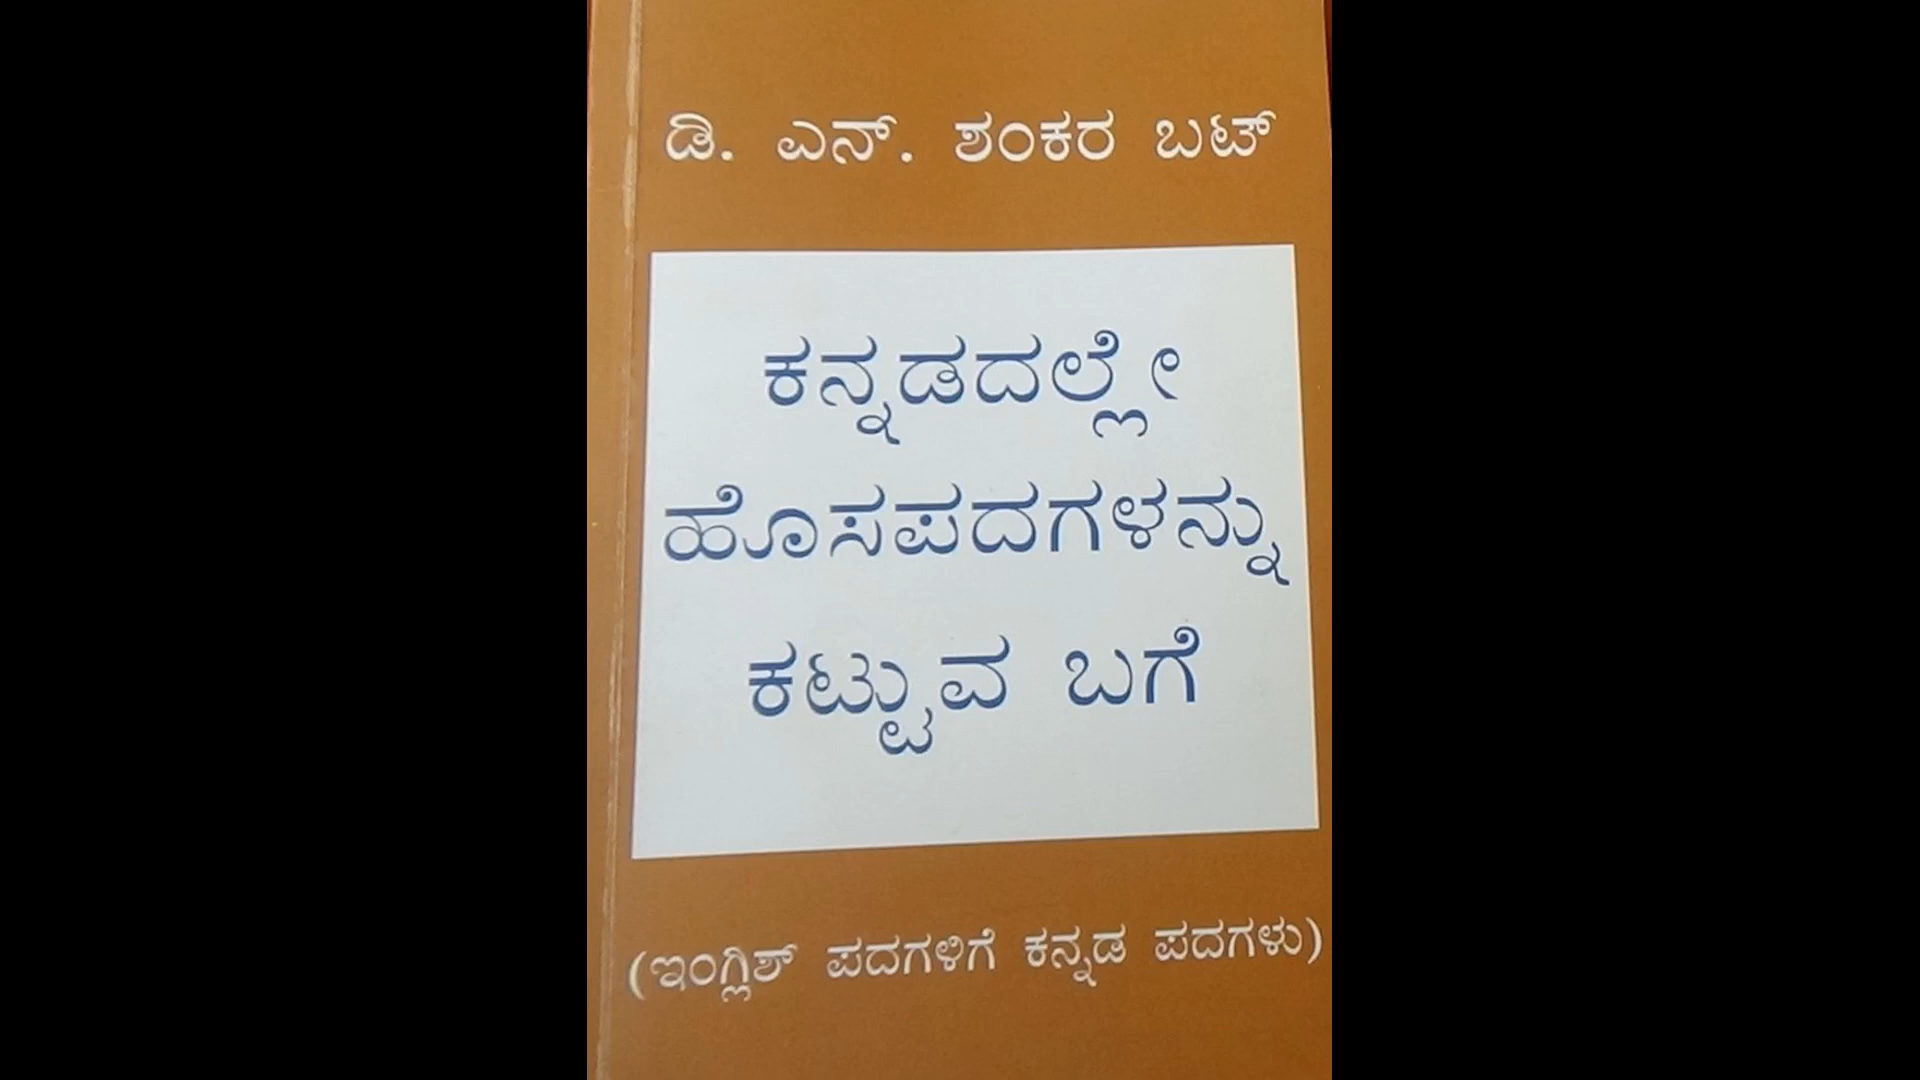 ಡಿ. ಎನ್. ಶಂಕರ ಬಟ್
ಕನ್ನಡದಲ್ಲೇ
ಹೊಸಪದಗಳನ್ನು
ಕಟ್ಟುವ ಬಗೆ
(ಇಂಗ್ಲಿಶ್ ಪದಗಳಿಗೆ ಕನ್ನಡ ಪದಗಳು)